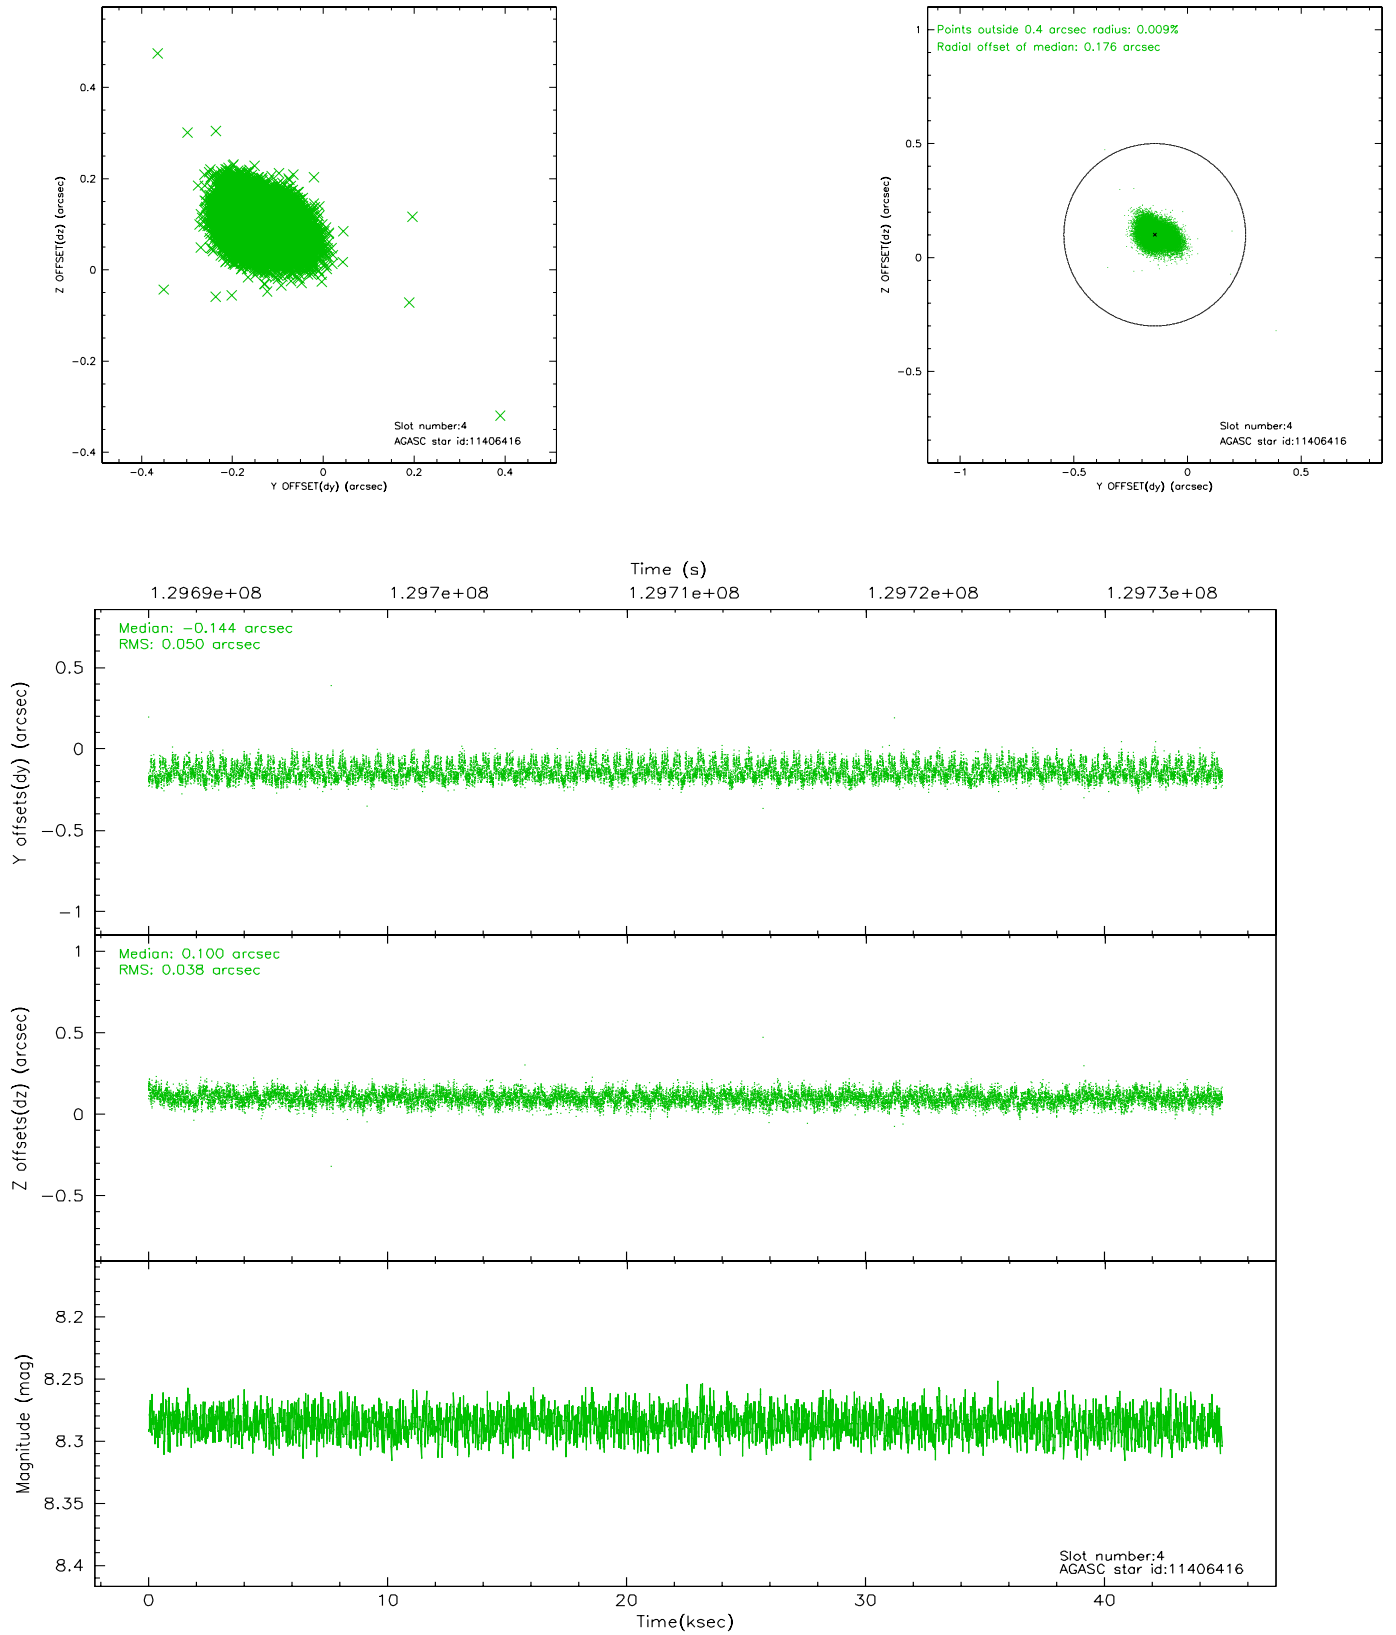 0.4
0.2
0
-0.2
-0.4
Z OFFSET(dz) (arcsec)
-0.4 -0.2 0 0.2 0.4
Y OFFSET(dy) (arcsec)
Slot number:4
AGASC star id:11406416
Points outside 0.4 arcsec radius: 0.009%
Radial offset of median: 0.176 arcsec
1
0.5
0
-0.5
Z OFFSET(dz) (arcsec)
-1 -0.5 0 0.5
Y OFFSET(dy) (arcsec)
Slot number:4
AGASC star id:11406416
Time (s)
1.2969e+08 1.297e+08 1.2971e+08 1.2972e+08 1.2973e+08
Median: -0.144 arcsec
RMS: 0.050 arcsec
0.5
0
-0.5
-1
Y offsets(dy) (arcsec)
Median: 0.100 arcsec
RMS: 0.038 arcsec
1
0.5
0
-0.5
Z offsets(dz) (arcsec)
8.2
8.25
8.3
8.35
8.4
Magnitude (mag)
Slot number:4
AGASC star id:11406416
0 10 20 30 40
Time(ksec)